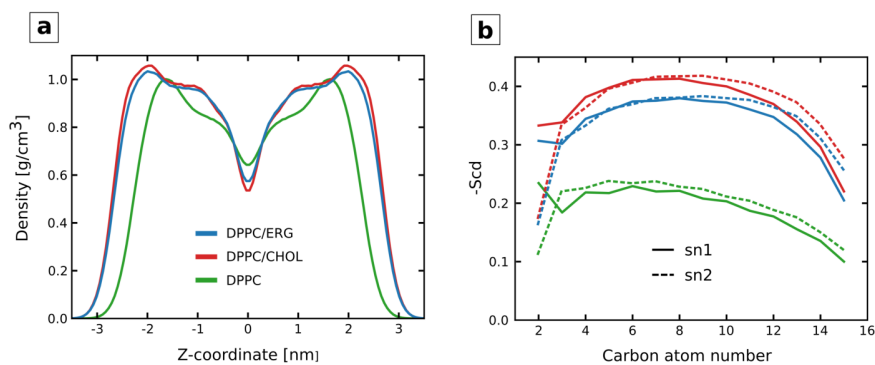 a
Density [g/cm3]
1.0
0.8
0.6
0.4
0.2
0.0
DPPC/ERG
DPPC/CHOL
DPPC
-3 -2 -1 0 1 2 3
Z-coordinate [nm]
b
-Scd
0.4
0.3
0.2
0.1
0.0
sn1
sn2
2 4 6 8 10 12 14 16
Carbon atom number